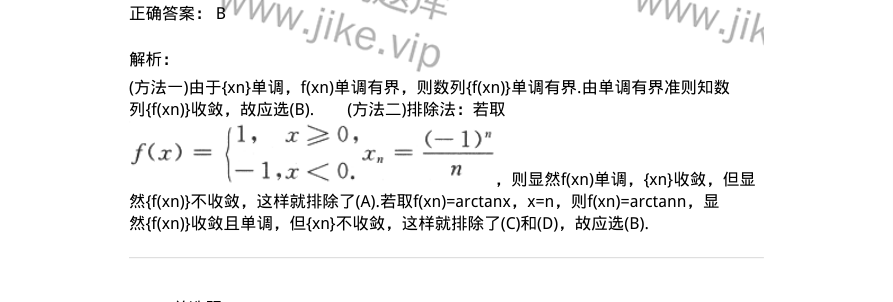 正确答案： B
www.jike.vip
www.ji
解析：
(方法一)由于{xn}单调，f(xn)单调有界，则数列{f(xn)}单调有界.由单调有界准则知数
列{f(xn)}收敛，故应选(B). (方法二)排除法：若取
f(x) = {1, x ⩾ 0, -1, x < 0. x_n = (-1)^n / n
，则显然f(xn)单调，{xn}收敛，但显
然{f(xn)}不收敛，这样就排除了(A).若取f(xn)=arctanx，x=n，则f(xn)=arctann，显
然{f(xn)}收敛且单调，但{xn}不收敛，这样就排除了(C)和(D)，故应选(B).